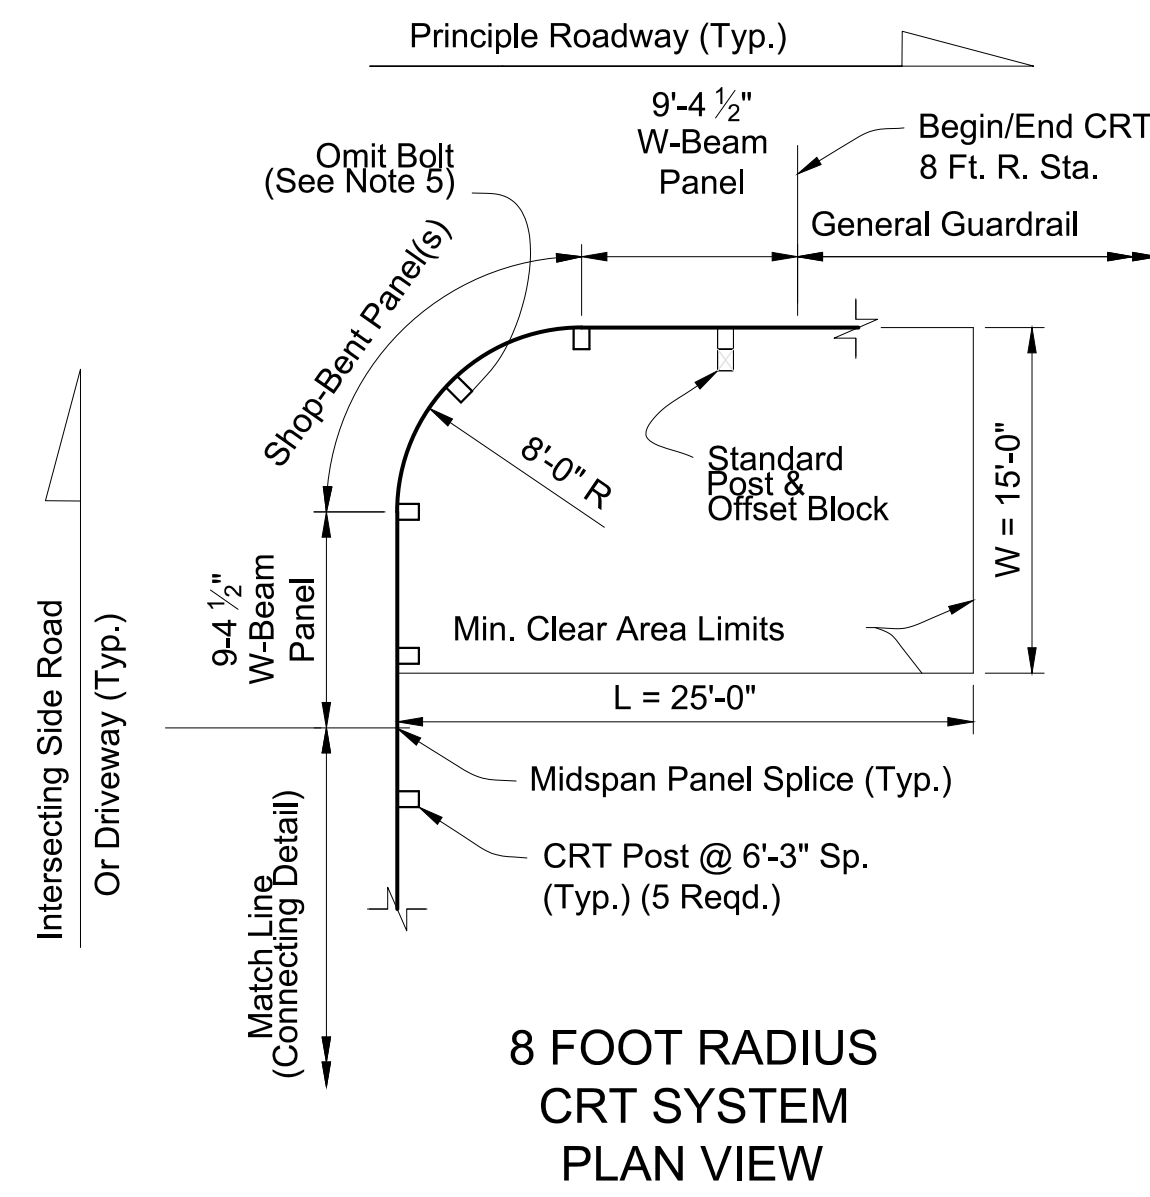 Principle Roadway (Typ.)
9'-4 ½"
W-Beam
Panel
Begin/End CRT
8 Ft. R. Sta.
Omit Bolt
(See Note 5)
General Guardrail
Shop-Bent Panel(s)
8'-0" R
Standard
Post &
Offset Block
W = 15'-0"
9-4 ½"
W-Beam
Panel
Min. Clear Area Limits
L = 25'-0"
Intersecting Side Road
Or Driveway (Typ.)
Midspan Panel Splice (Typ.)
CRT Post @ 6'-3" Sp.
(Typ.) (5 Reqd.)
Match Line
(Connecting Detail)
8 FOOT RADIUS
CRT SYSTEM
PLAN VIEW